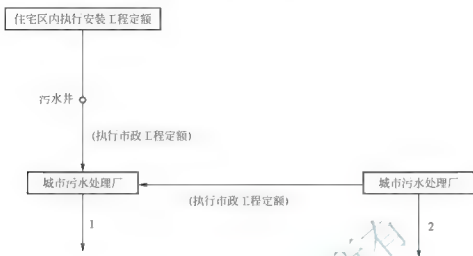 住宅区内执行安装工程定额
污水井
(执行市政工程定额)
城市污水处理厂
城市污水处理厂
(执行市政工程定额)
1
2